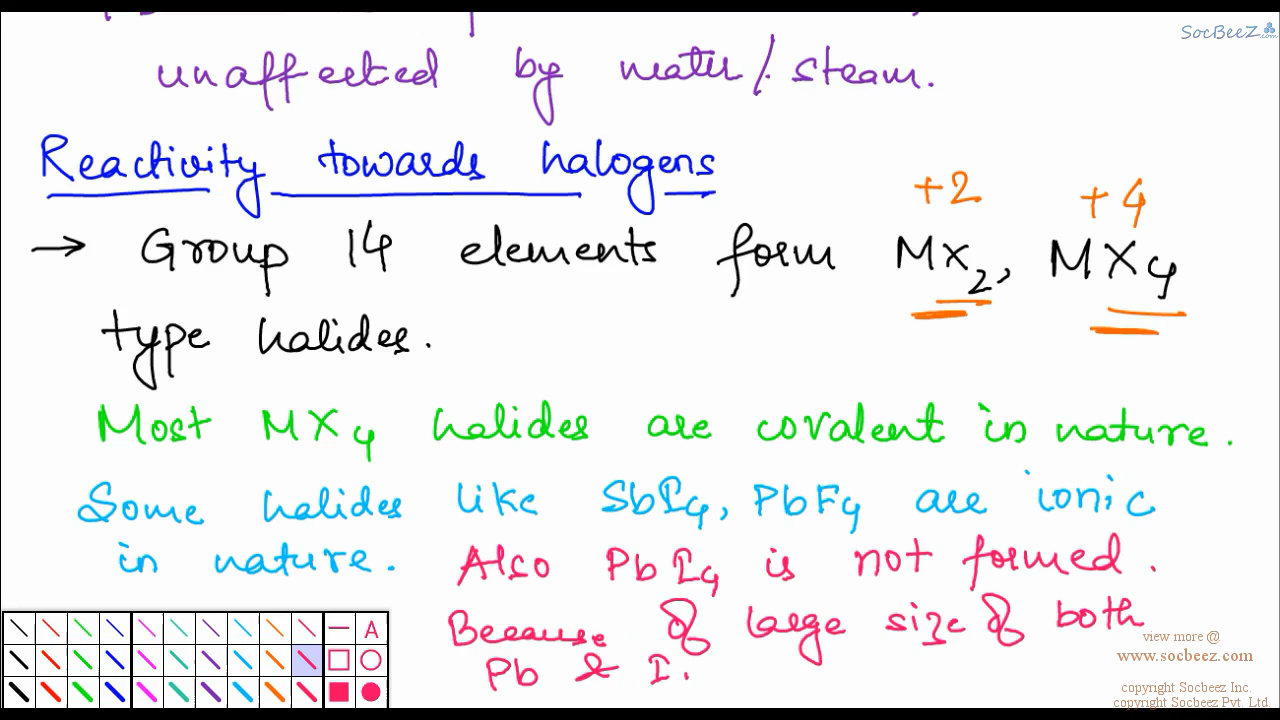 SocBeeZ.com
unaffected by water/steam.
Reactivity towards halogens
+2 +4
→ Group 14 elements form MX2, MX4
type halides.
Most MX4 halides are covalent in nature.
Some halides like SbI4, PbF4 are ionic
in nature. Also PbI4 is not formed.
Because of large size of both
Pb & I.
A
view more @
www.socbeez.com
copyright Socbeez Inc.
copyright Socbeez Pvt. Ltd.